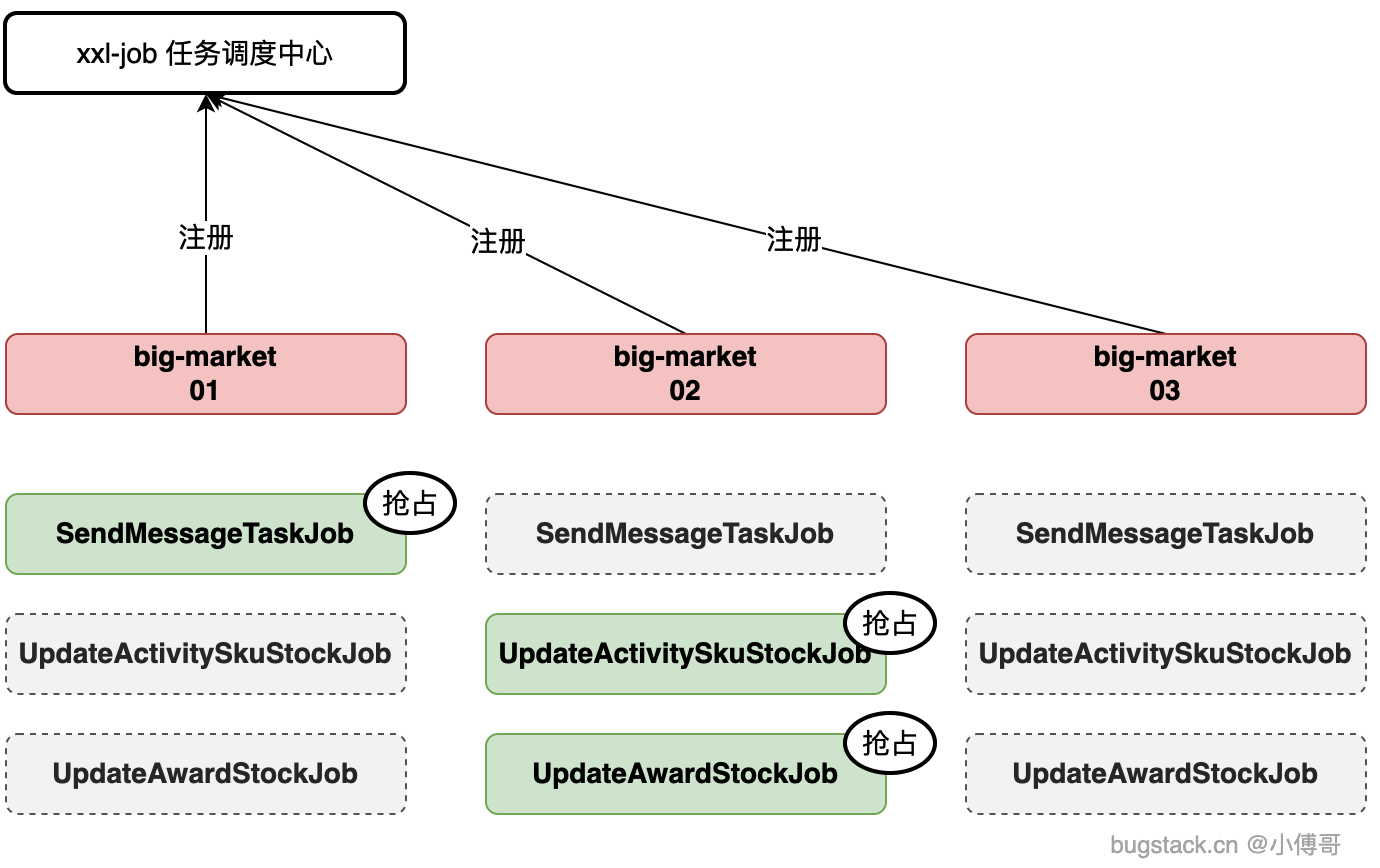 xxl-job 任务调度中心
注册
注册
注册
big-market
01
big-market
02
big-market
03
抢占
SendMessageTaskJob
SendMessageTaskJob
SendMessageTaskJob
抢占
UpdateActivitySkuStockJob
UpdateActivitySkuStockJob
UpdateActivitySkuStockJob
抢占
UpdateAwardStockJob
UpdateAwardStockJob
UpdateAwardStockJob
bugstack.cn @小傅哥